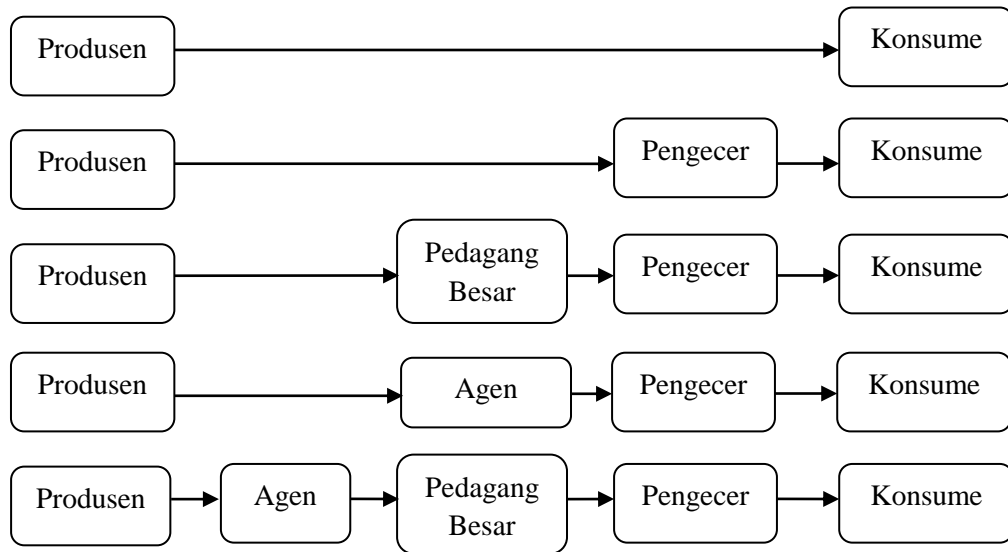 Produsen
Konsume
Produsen
Pengecer
Konsume
Produsen
Pedagang
Besar
Pengecer
Konsume
Produsen
Agen
Pengecer
Konsume
Produsen
Agen
Pedagang
Besar
Pengecer
Konsume